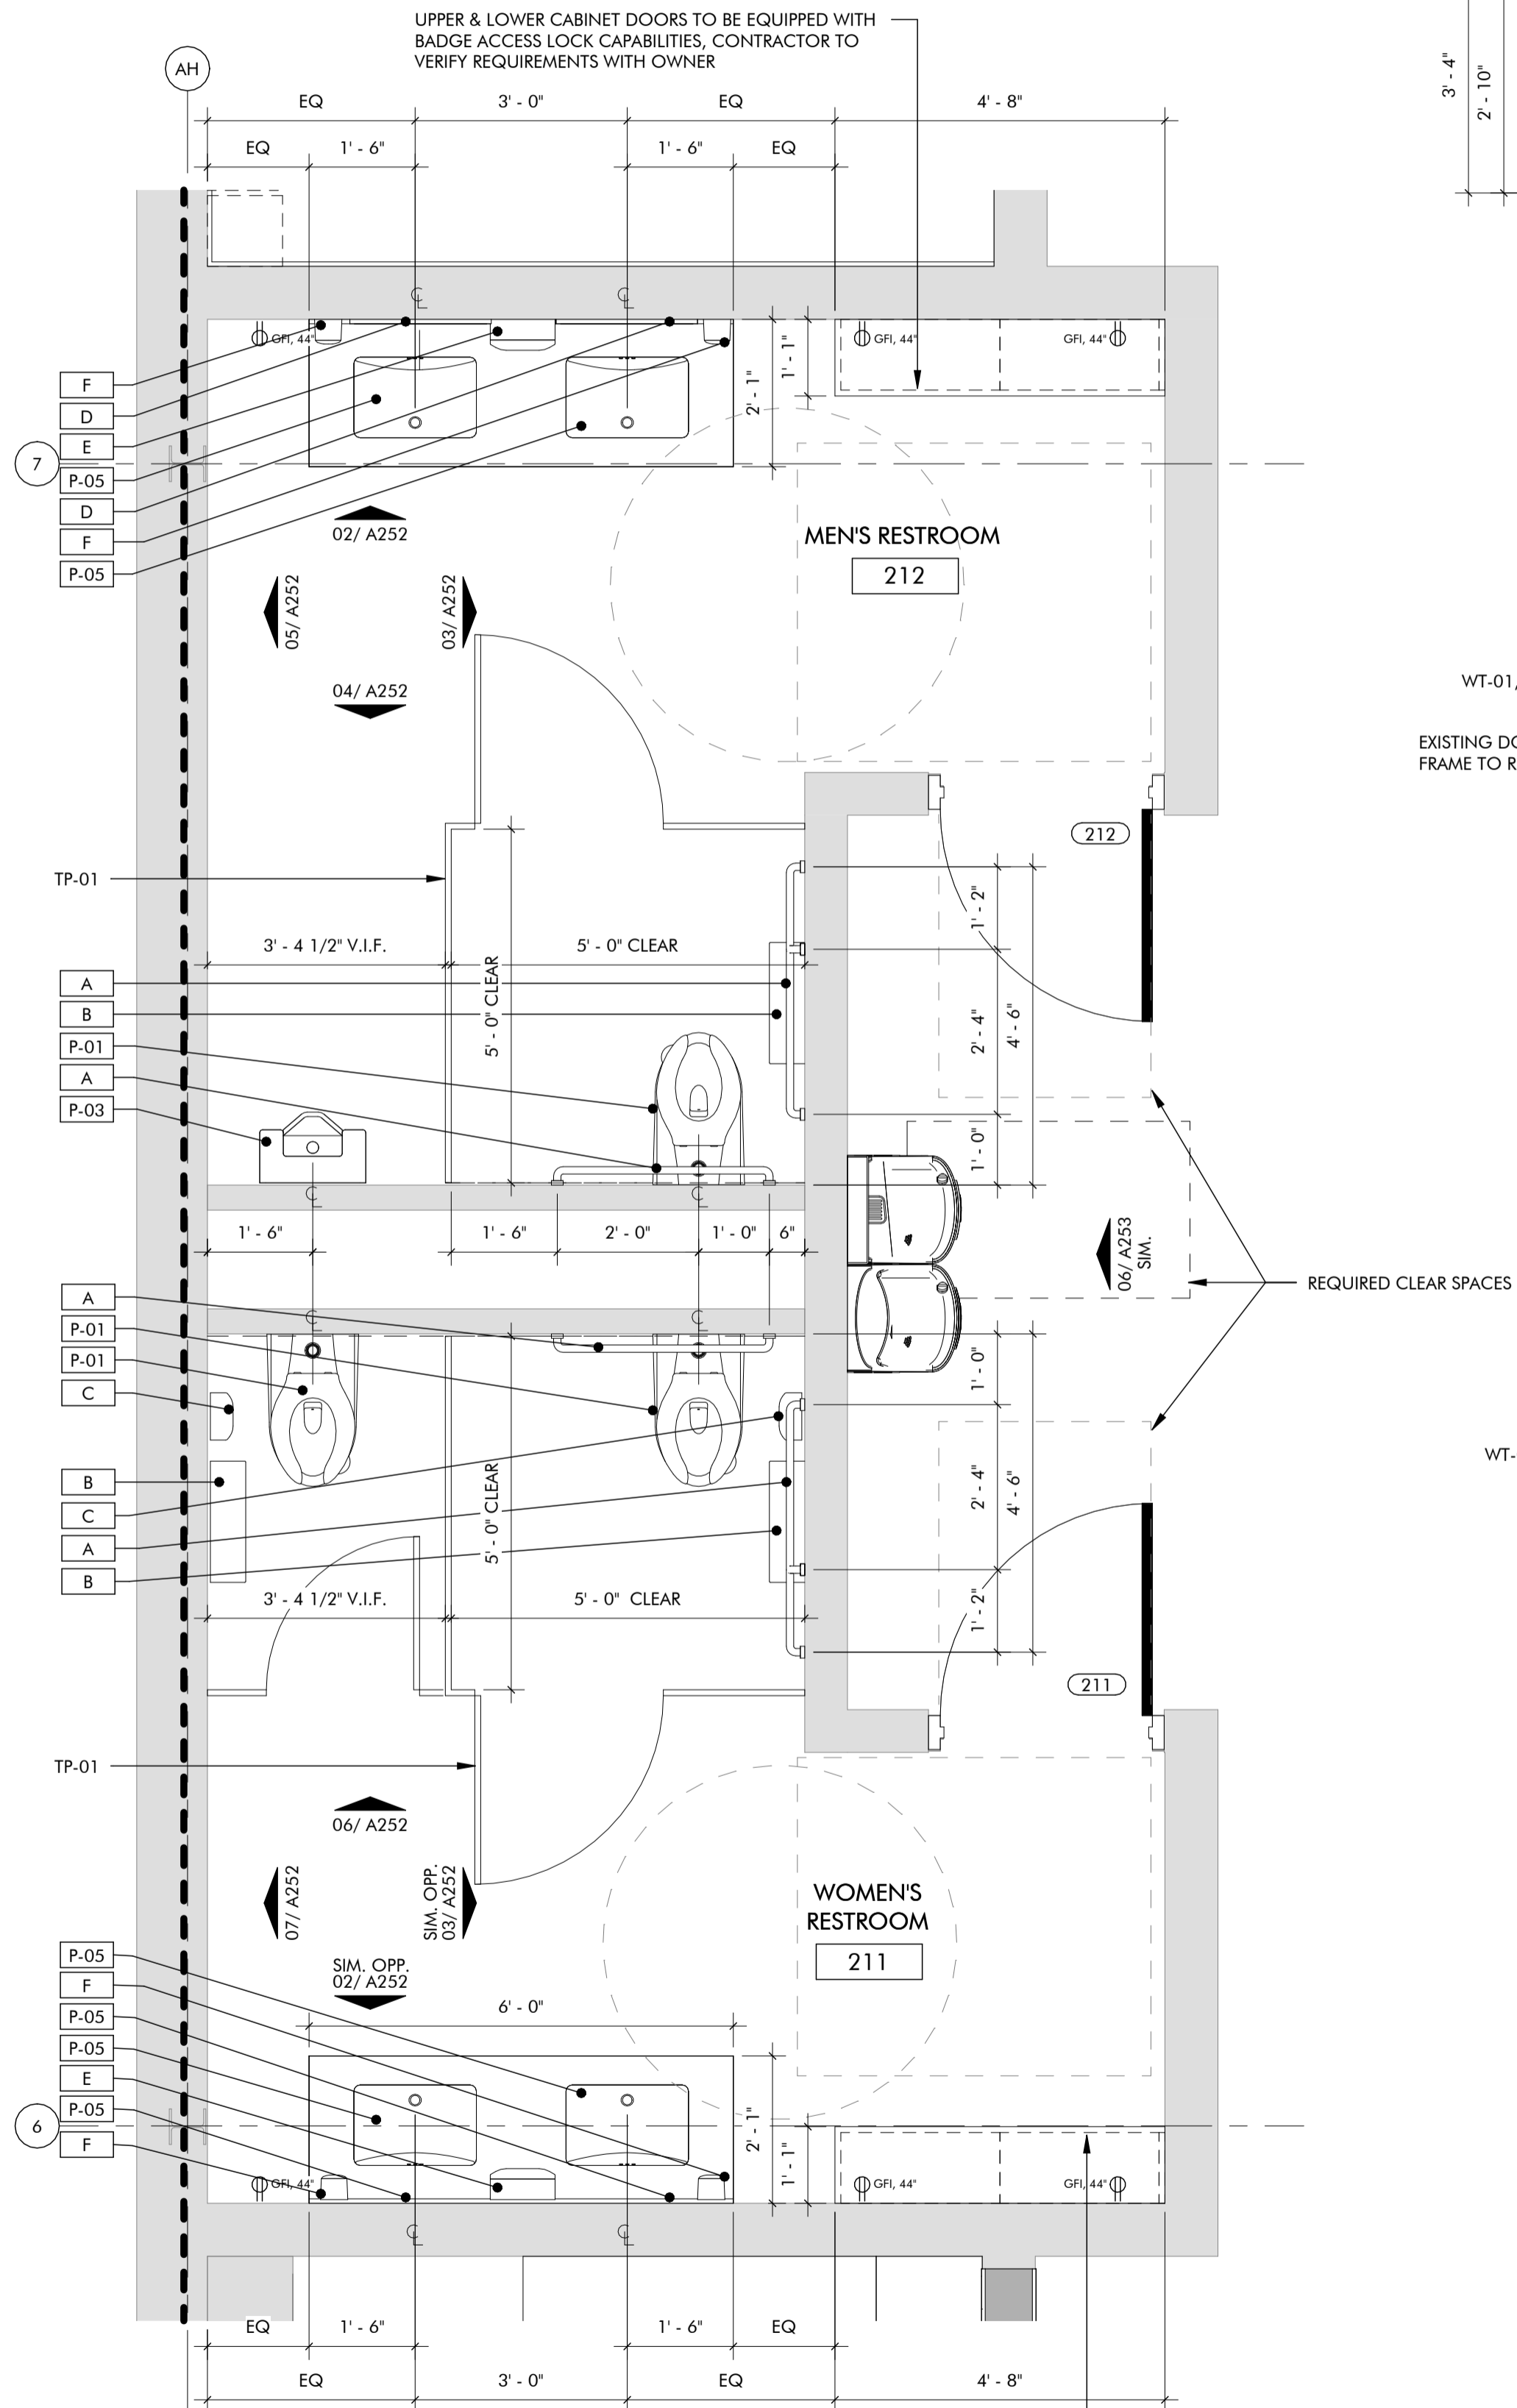 UPPER & LOWER CABINET DOORS TO BE EQUIPPED WITH
BADGE ACCESS LOCK CAPABILITIES, CONTRACTOR TO
VERIFY REQUIREMENTS WITH OWNER
AH
EQ
3' - 0"
EQ
4' - 8"
EQ
1' - 6"
1' - 6"
EQ
3' - 4"
2' - 10"
GFI, 44"
GFI, 44"
GFI, 44"
2' - 1"
1' - 1"
F
D
E
7
P-05
D
F
P-05
02/ A252
05/ A252
03/ A252
04/ A252
MEN'S RESTROOM
212
WT-01,
EXISTING DO
FRAME TO R
212
TP-01
3' - 4 1/2" V.I.F.
5' - 0" CLEAR
5' - 0" CLEAR
1' - 2"
2' - 4"
4' - 6"
1' - 0"
A
B
P-01
A
P-03
1' - 6"
1' - 6"
2' - 0"
1' - 0"
6"
06/ A253
SIM.
REQUIRED CLEAR SPACES
A
P-01
P-01
C
B
C
A
B
1' - 0"
2' - 4"
4' - 6"
1' - 2"
5' - 0" CLEAR
3' - 4 1/2" V.I.F.
5' - 0" CLEAR
WT-
211
TP-01
06/ A252
07/ A252
SIM. OPP.
03/ A252
SIM. OPP.
02/ A252
WOMEN'S
RESTROOM
211
6' - 0"
P-05
F
P-05
P-05
E
P-05
F
6
2' - 1"
1' - 1"
GFI, 44"
GFI, 44"
GFI, 44"
EQ
1' - 6"
1' - 6"
EQ
EQ
3' - 0"
EQ
4' - 8"